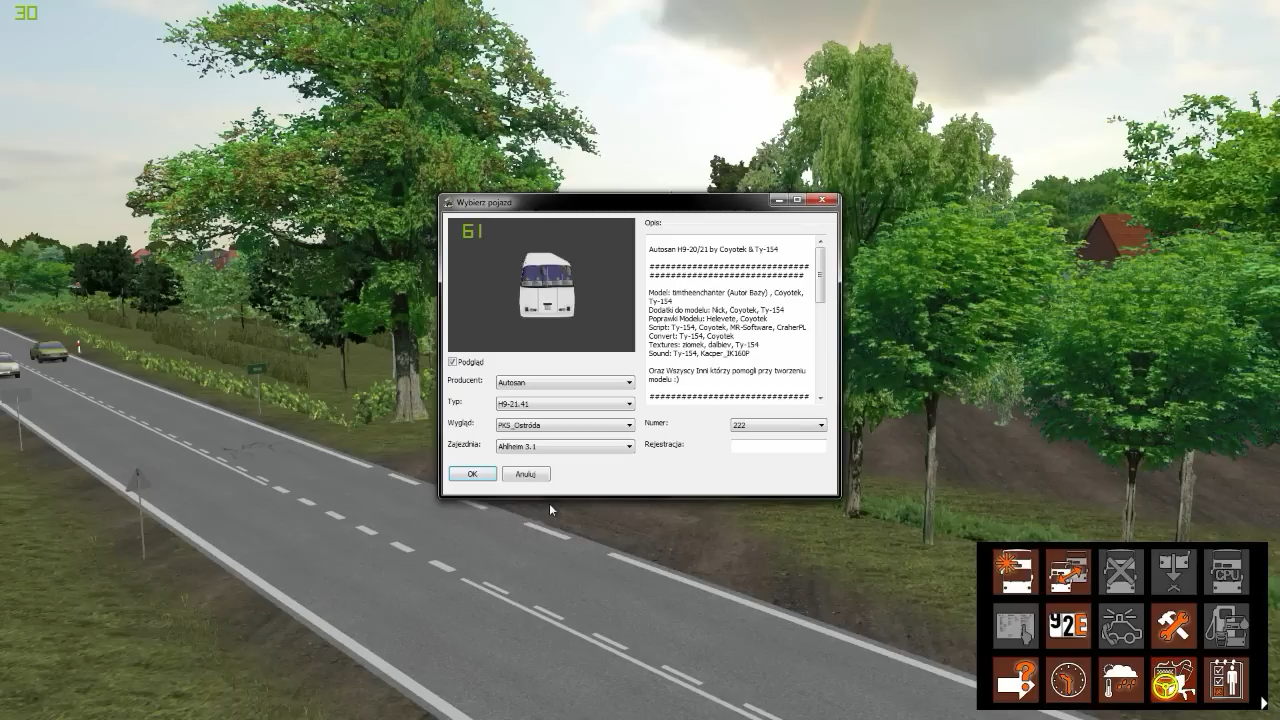 30
Wybierz pojazd
61
Opis:
Autosan H9-20/21 by Coyotek & Ty-154
##############################
##############################
Model: timtheenchanter (Autor Bazy) , Coyotek,
Ty-154
Dodatki do modelu: Nick, Coyotek, Ty-154
Poprawki Modelu: Helevete, Coyotek
Script: Ty-154, Coyotek, MR-Software, CraherPL
Convert: Ty-154, Coyotek
Textures: ziomek, dalbiev, Ty-154
Sound: Ty-154, Kacper_IK160P
Oraz Wszyscy Inni którzy pomogli przy tworzeniu
modelu :)
##############################
Podgląd
Producent: Autosan
Typ: H9-21.41
Wygląd: PKS_Ostróda
Numer: 222
Zajezdnia: Ahlheim 3.1
Rejestracja:
OK
Anuluj
CPU
92E
?